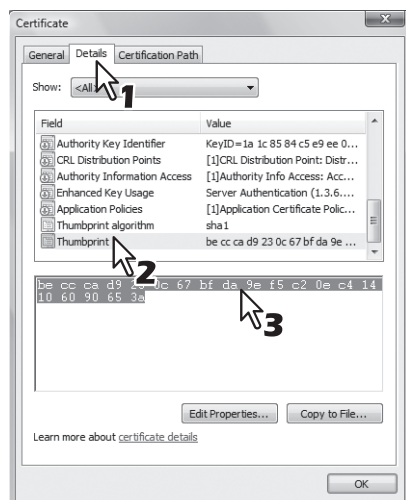 Certificate
General Details Certification Path
Show: <All>
1
Field Value
Authority Key Identifier KeyID=1a 1c 85 84 c5 e9 ee 0...
CRL Distribution Points [1]CRL Distribution Point: Distr...
Authority Information Access [1]Authority Info Access: Acc...
Enhanced Key Usage Server Authentication (1.3.6....
Application Policies [1]Application Certificate Polic...
Thumbprint algorithm sha1
Thumbprint be cc ca d9 23 0c 67 bf da 9e ...
2
be cc ca d9 23 0c 67 bf da 9e f5 c2 0e c4 14
10 60 90 65 3a
3
Edit Properties... Copy to File...
Learn more about certificate details
OK